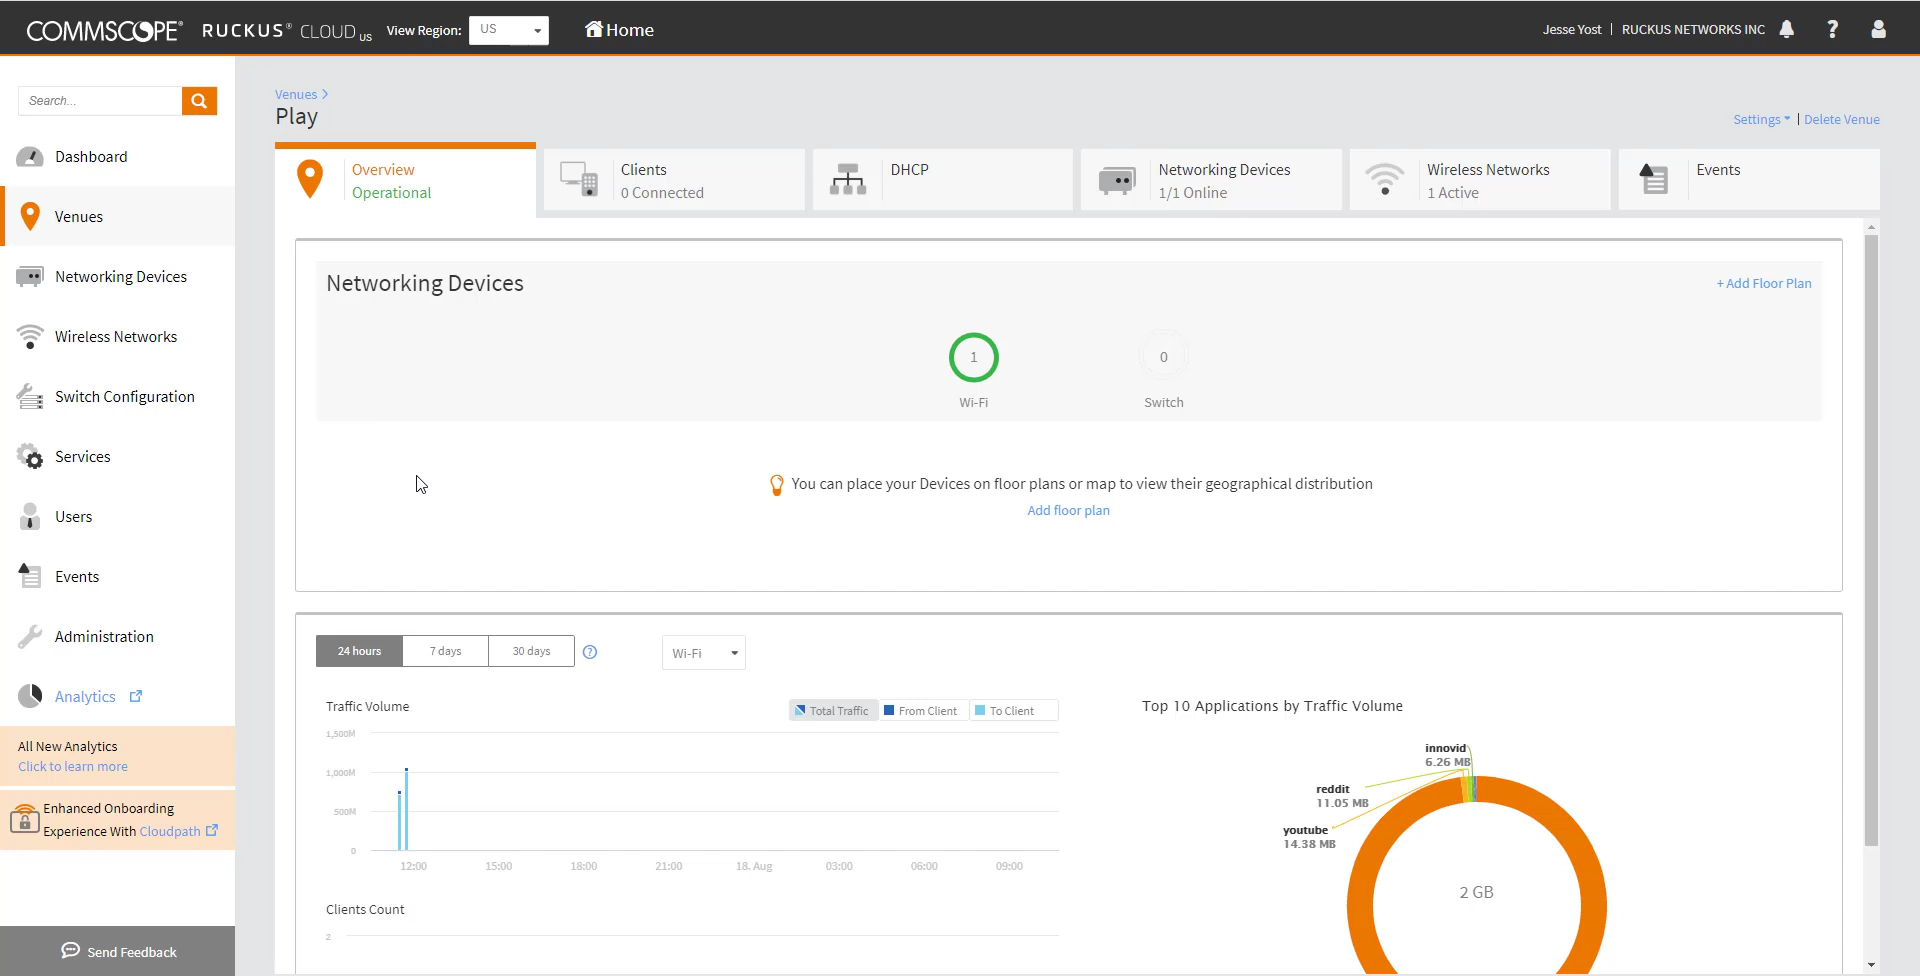 COMMSCOPE® RUCKUS® CLOUD US View Region: US Home Jesse Yost | RUCKUS NETWORKS INC ?
Search...
Dashboard
Venues
Networking Devices
Wireless Networks
Switch Configuration
Services
Users
Events
Administration
Analytics
All New Analytics
Click to learn more
Enhanced Onboarding
Experience With Cloudpath
Send Feedback
Venues >
Play
Settings | Delete Venue
Overview
Operational
Clients
0 Connected
DHCP
Networking Devices
1/1 Online
Wireless Networks
1 Active
Events
Networking Devices
+ Add Floor Plan
1
Wi-Fi
0
Switch
You can place your Devices on floor plans or map to view their geographical distribution
Add floor plan
24 hours 7 days 30 days ? Wi-Fi
Traffic Volume
Total Traffic From Client To Client
1,500M
1,000M
500M
0
12:00 15:00 18:00 21:00 18. Aug 03:00 06:00 09:00
Clients Count
2
Top 10 Applications by Traffic Volume
innovid
6.26 MB
reddit
11.05 MB
youtube
14.38 MB
2 GB